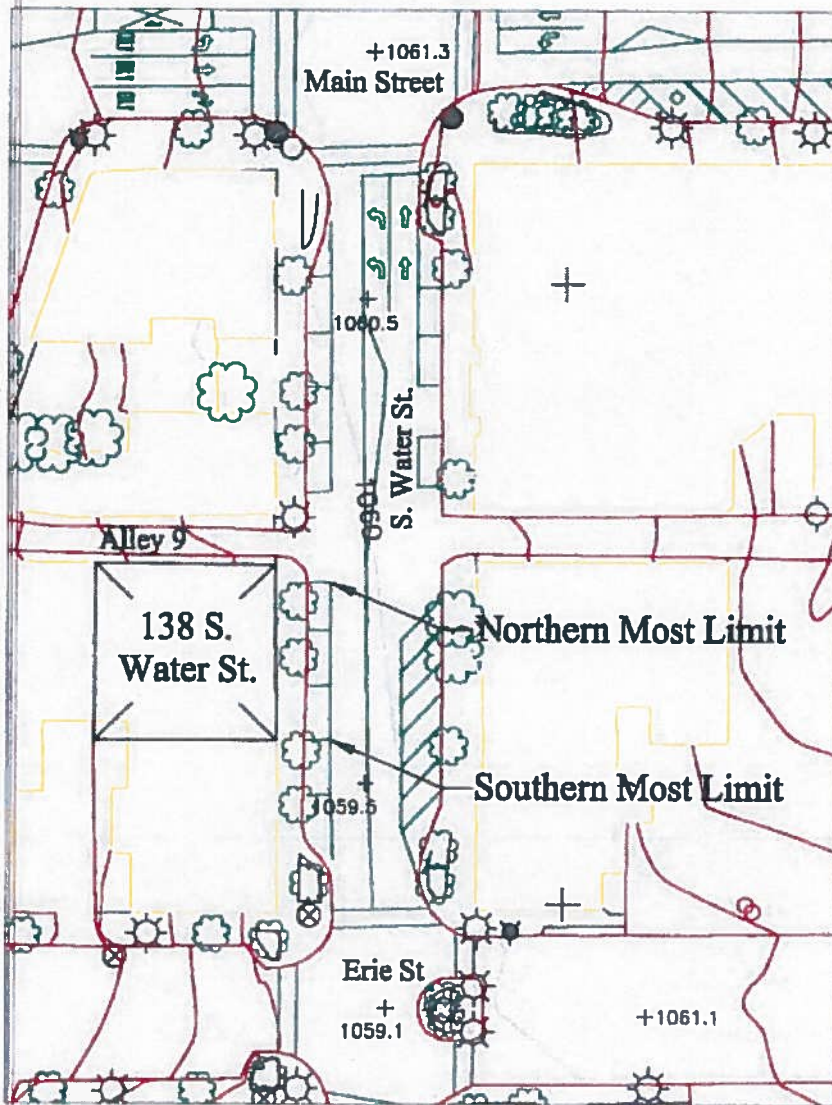 +1061.3
Main Street
1060.5
S. Water St.
1060
Alley 9
138 S.
Water St.
Northern Most Limit
Southern Most Limit
1059.5
Erie St
+
1059.1
+1061.1